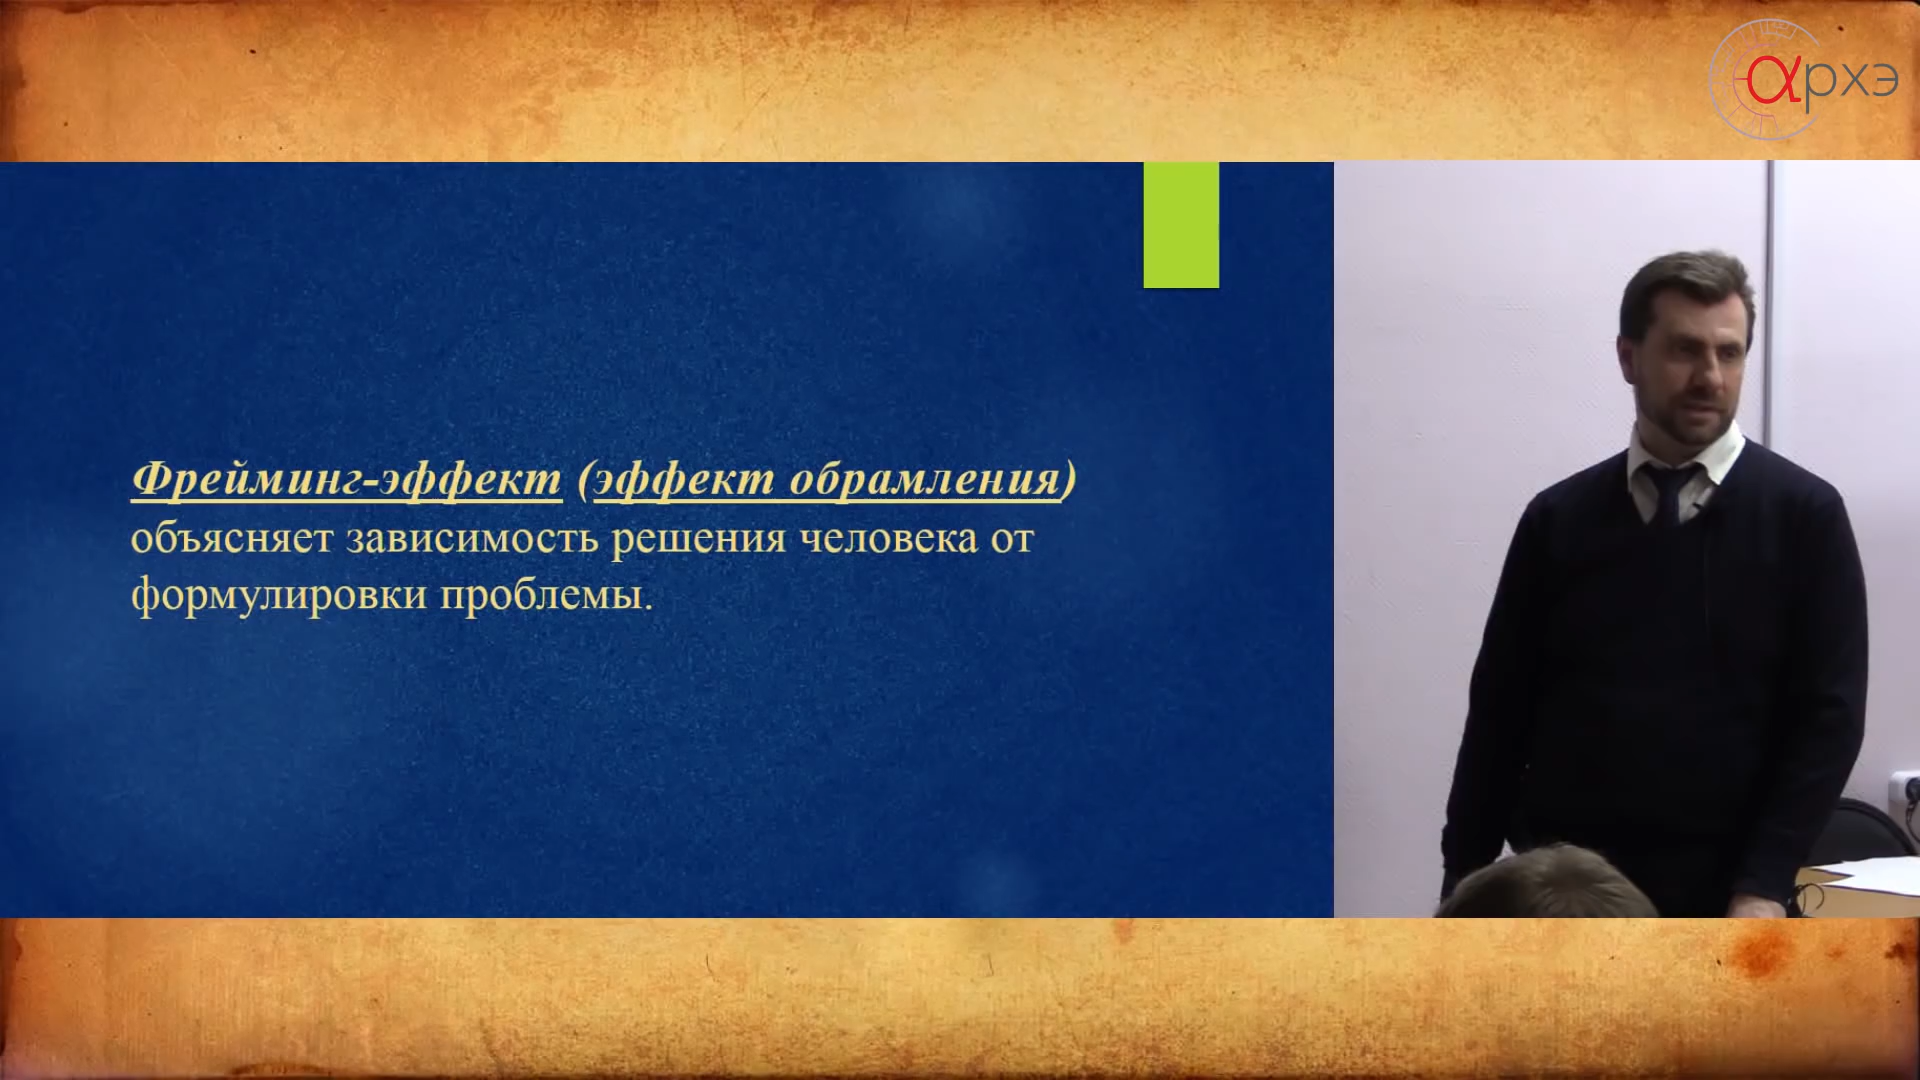 αрхэ
Фрейминг-эффект (эффект обрамления)
объясняет зависимость решения человека от
формулировки проблемы.